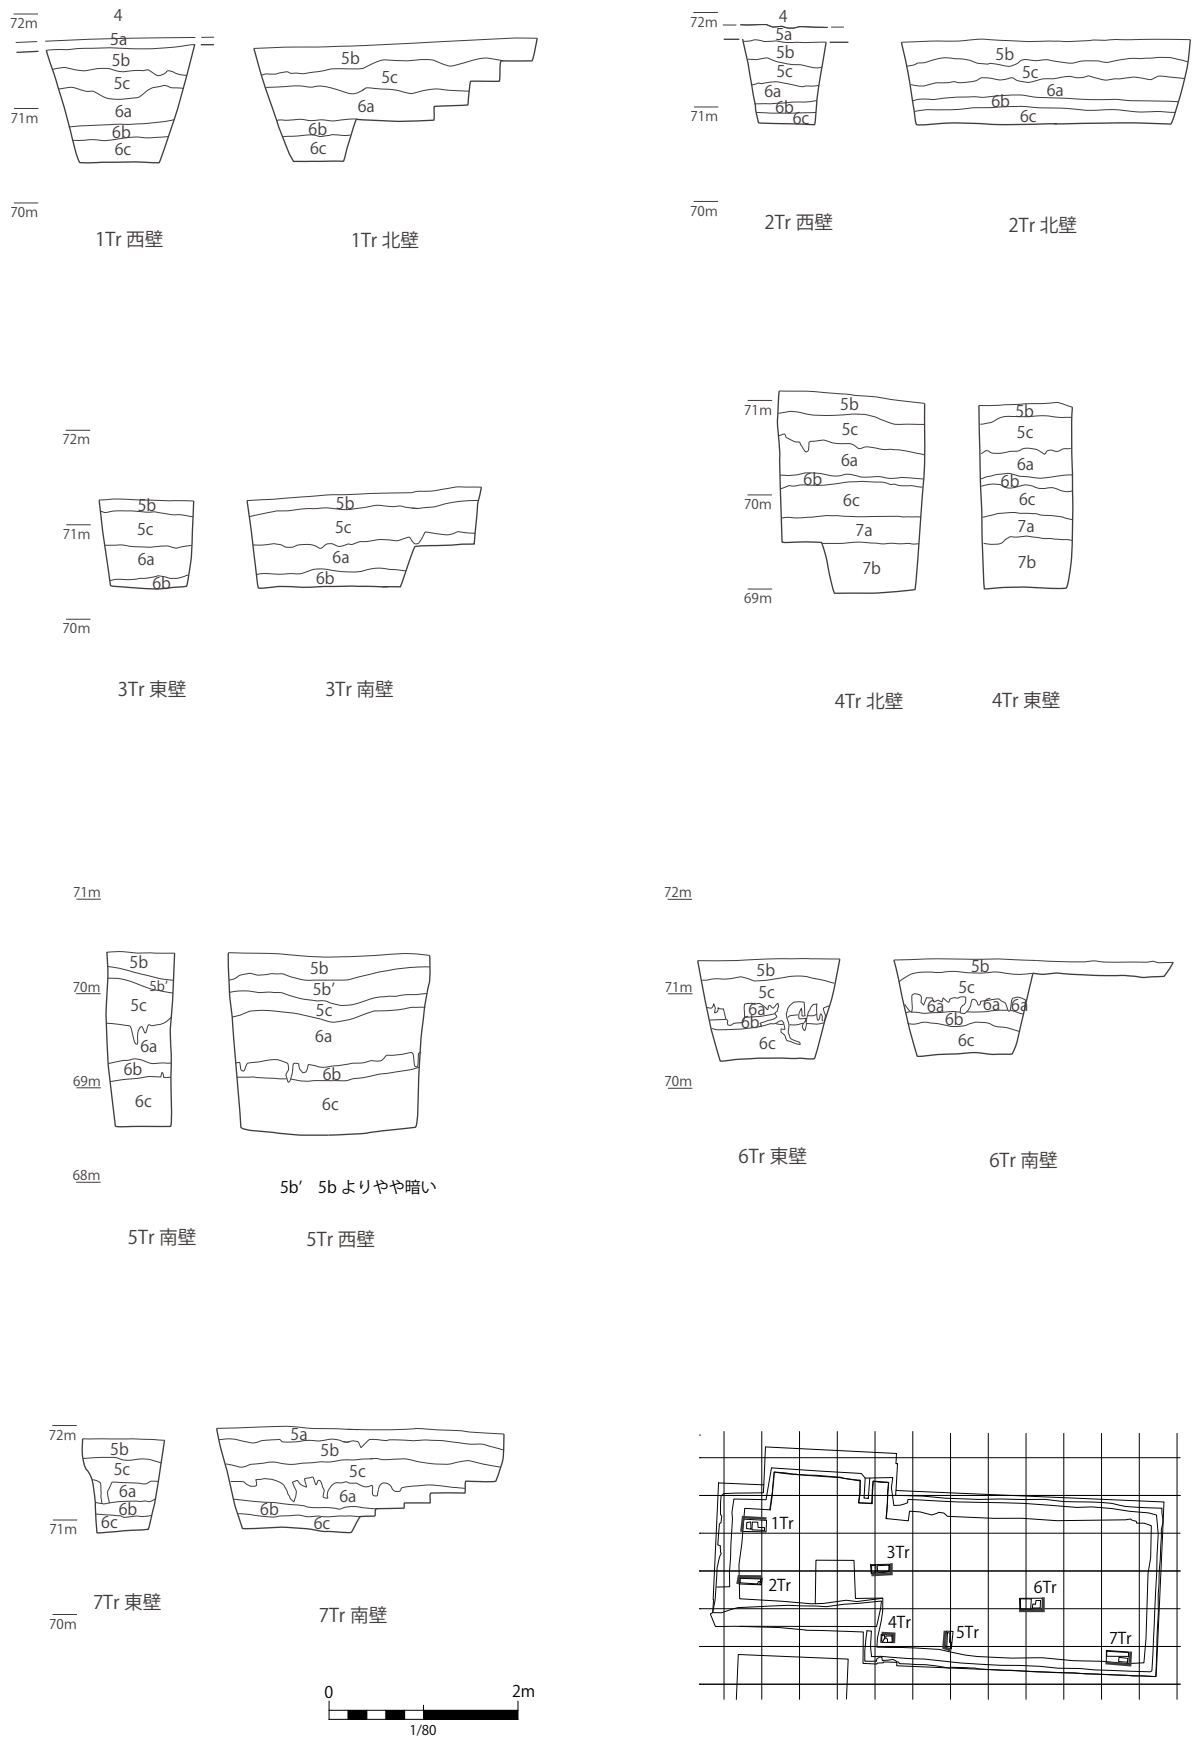 72m
4
5a
5b
5c
71m
6a
6b
6c
70m
1Tr 西壁
5b
5c
6a
6b
6c
1Tr 北壁
72m
4
5a
5b
5c
6a
71m
6b
6c
70m
2Tr 西壁
5b
5c
6a
6b
6c
2Tr 北壁
72m
5b
71m
5c
6a
6b
70m
3Tr 東壁
5b
5c
6a
6b
3Tr 南壁
71m
5b
5c
6a
6b
70m
6c
7a
7b
69m
4Tr 北壁
5b
5c
6a
6b
6c
7a
7b
4Tr 東壁
71m
5b
70m
5b′
5c
6a
6b
69m
6c
68m
5Tr 南壁
5b
5b′
5c
6a
6b
6c
5b′ 5b よりやや暗い
5Tr 西壁
72m
5b
71m
5c
6a
6b
6c
70m
6Tr 東壁
5b
5c
6a 6a 6a
6b
6c
6Tr 南壁
72m
5b
5c
6a
6b
71m
6c
7Tr 東壁
70m
5a
5b
5c
6a
6b
6c
7Tr 南壁
1Tr
3Tr
2Tr
6Tr
4Tr
5Tr
7Tr
0 2m
1/80